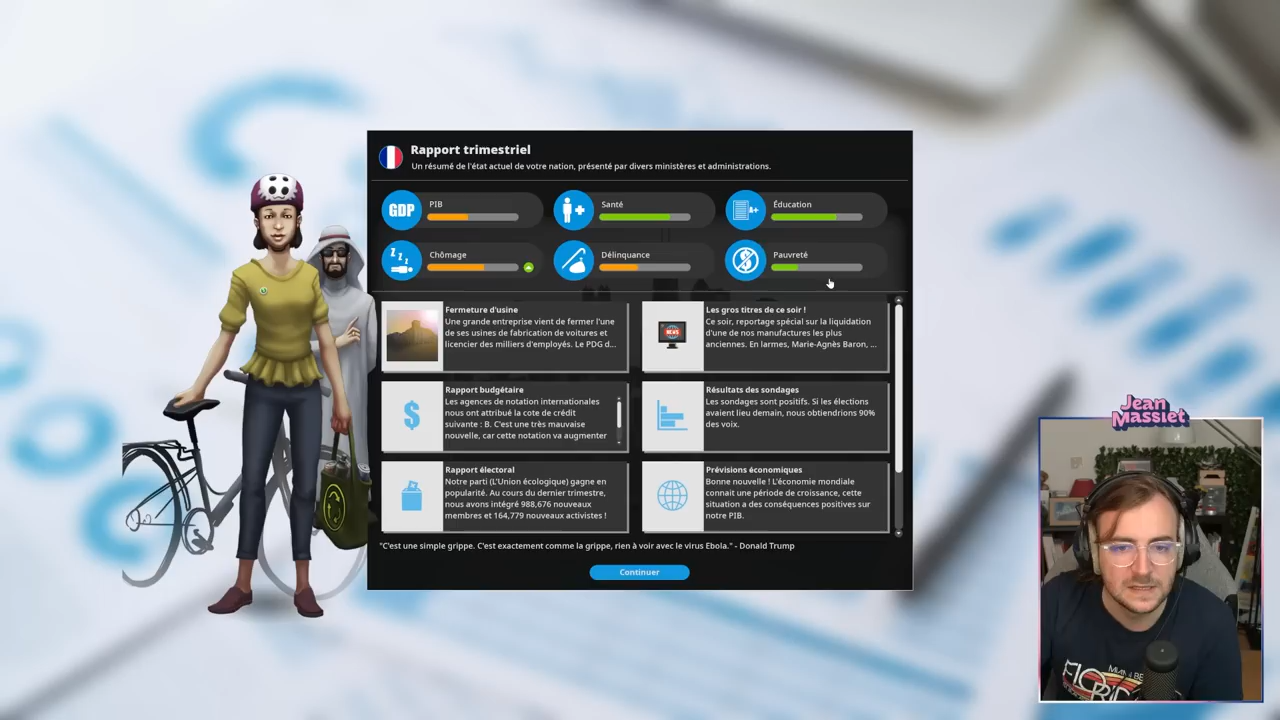 Rapport trimestriel
Un résumé de l'état actuel de votre nation, présenté par divers ministères et administrations.
GDP
PIB
Santé
Éducation
Chômage
Délinquance
Pauvreté
Fermeture d'usine
Une grande entreprise vient de fermer l'une
de ses usines de fabrication de voitures et
licencier des milliers d'employés. Le PDG d...
NEWS
Les gros titres de ce soir !
Ce soir, reportage spécial sur la liquidation
d'une de nos manufactures les plus
anciennes. En larmes, Marie-Agnès Baron, ...
Rapport budgétaire
Les agences de notation internationales
nous ont attribué la cote de crédit
suivante : B. C'est une très mauvaise
nouvelle, car cette notation va augmenter
Résultats des sondages
Les sondages sont positifs. Si les élections
avaient lieu demain, nous obtiendrions 90%
des voix.
Rapport électoral
Notre parti (L'Union écologique) gagne en
popularité. Au cours du dernier trimestre,
nous avons intégré 988,676 nouveaux
membres et 164,779 nouveaux activistes !
Prévisions économiques
Bonne nouvelle ! L'économie mondiale
connait une période de croissance, cette
situation a des conséquences positives sur
notre PIB.
"C'est une simple grippe. C'est exactement comme la grippe, rien à voir avec le virus Ebola." - Donald Trump
Continuer
Jean
Massiet